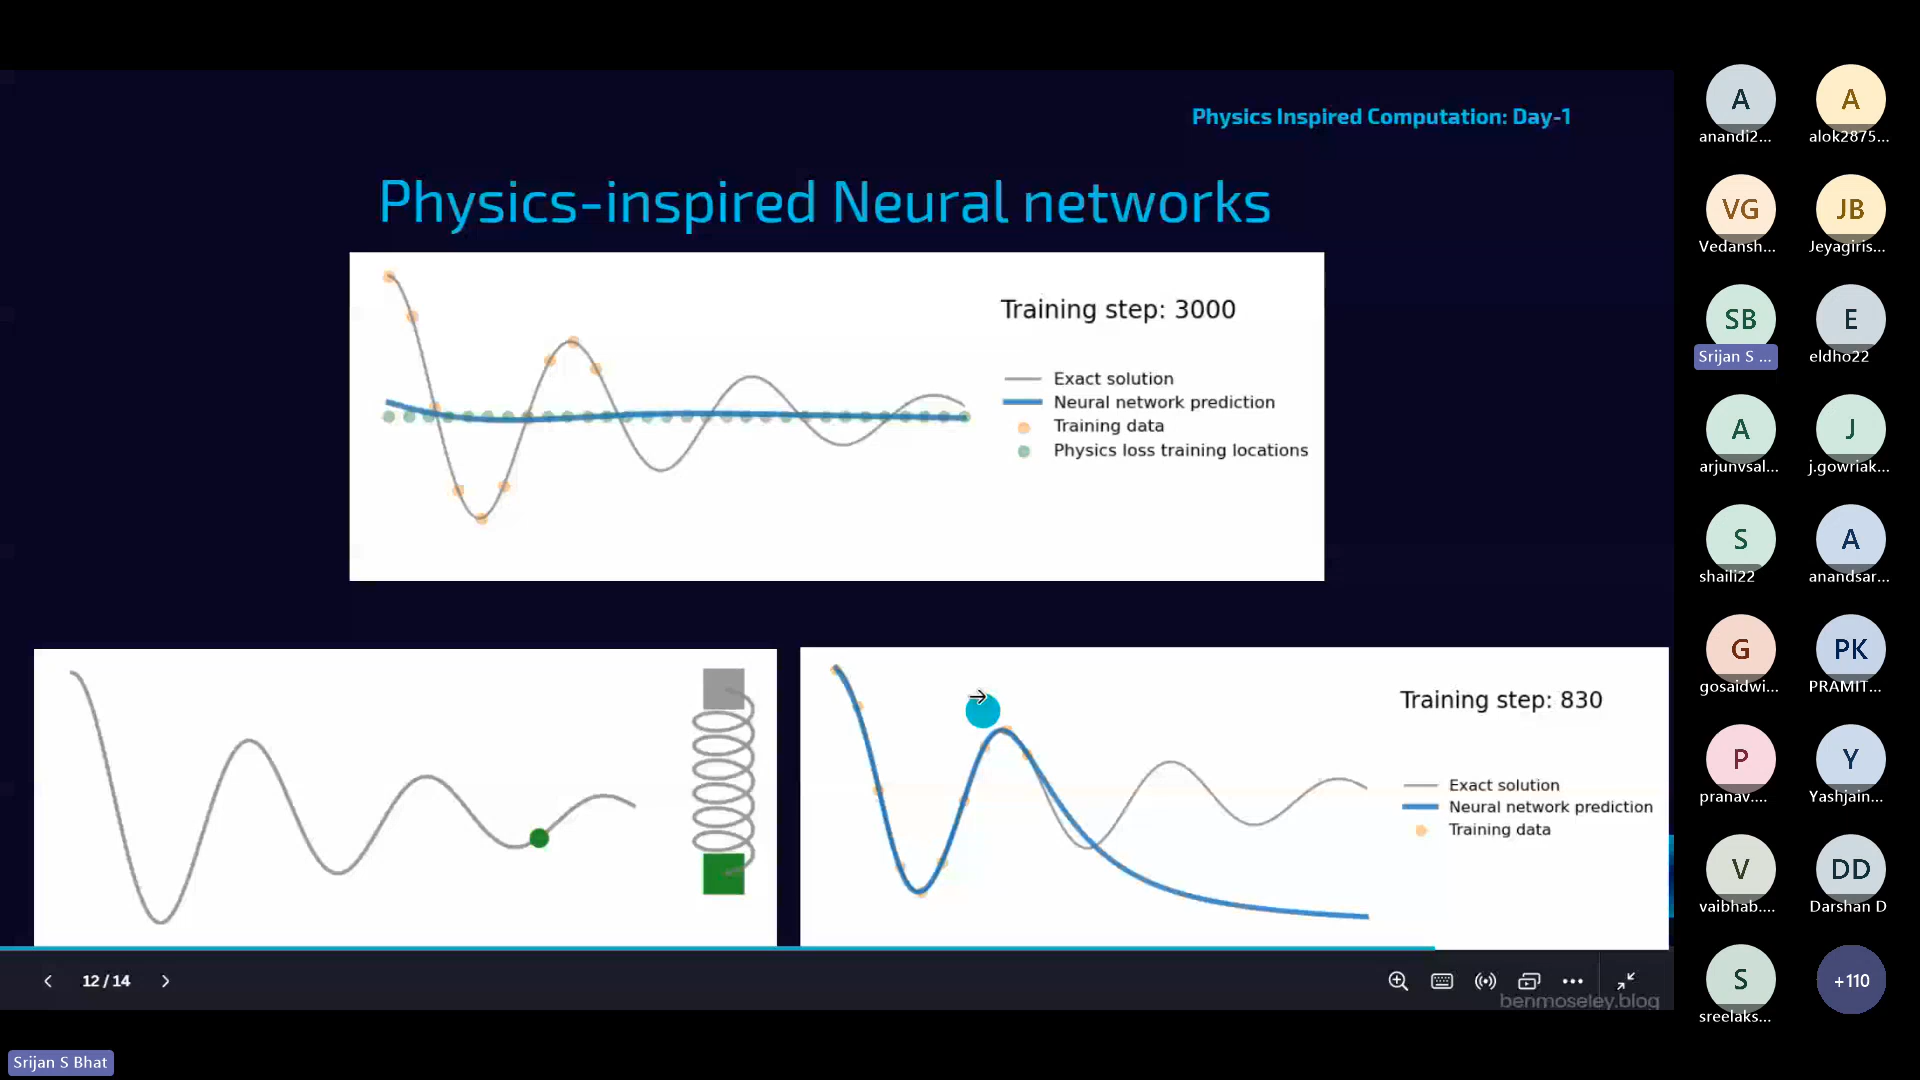 Physics Inspired Computation: Day-1
Physics-inspired Neural networks
Training step: 3000
Exact solution
Neural network prediction
Training data
Physics loss training locations
Training step: 830
Exact solution
Neural network prediction
Training data
12 / 14
benmoseley.blog
Srijan S Bhat
A
anandi2...
A
alok2875...
VG
Vedansh...
JB
Jeyagiris...
SB
Srijan S ...
E
eldho22
A
arjunvsal...
J
j.gowriak...
S
shaili22
A
anandsar...
G
gosaidwi...
PK
PRAMIT...
P
pranav....
Y
Yashjain...
V
vaibhab....
DD
Darshan D
S
sreelaks...
+110